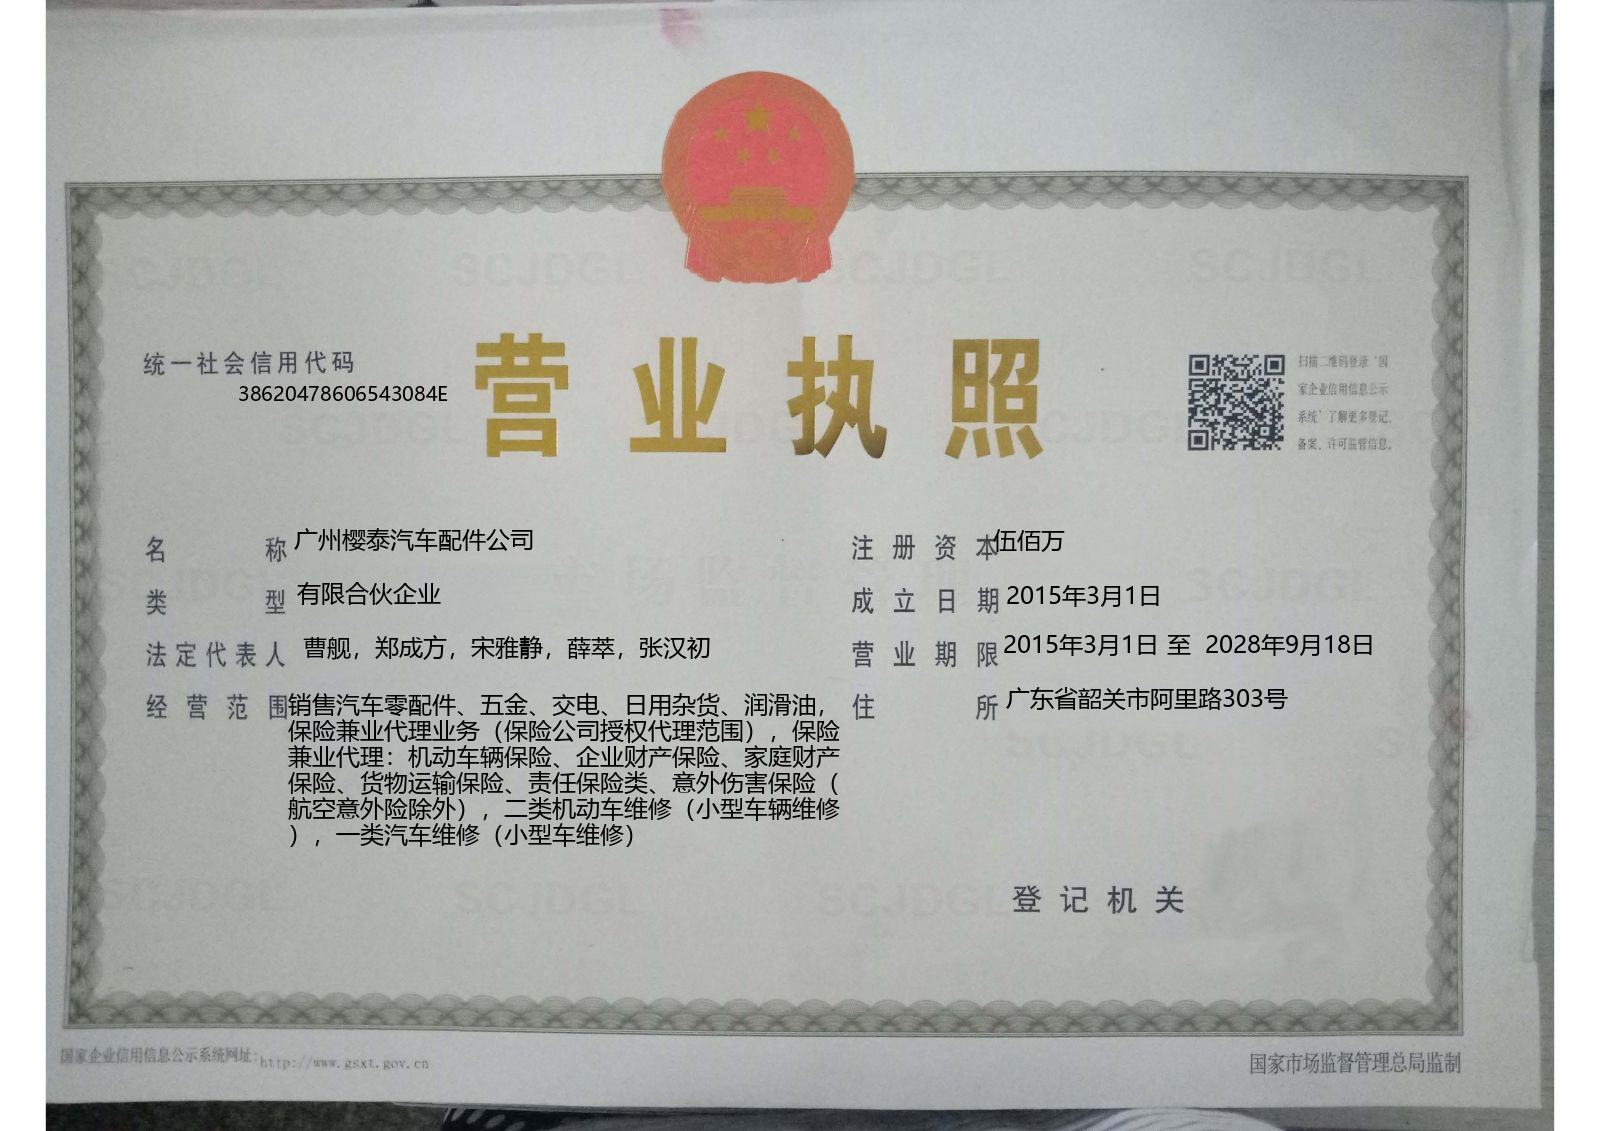 统一社会信用代码
38620478606543084E
营业执照
扫描二维码登录‘国
家企业信用信息公示
系统’了解更多登记、
备案、许可监管信息。
名称 广州樱泰汽车配件公司
类型 有限合伙企业
法定代表人 曹舰，郑成方，宋雅静，薛萃，张汉初
经营范围 销售汽车零配件、五金、交电、日用杂货、润滑油，
保险兼业代理业务（保险公司授权代理范围），保险
兼业代理：机动车辆保险、企业财产保险、家庭财产
保险、货物运输保险、责任保险类、意外伤害保险（
航空意外险除外），二类机动车维修（小型车辆维修
），一类汽车维修（小型车维修）
注册资本 伍佰万
成立日期 2015年3月1日
营业期限 2015年3月1日 至 2028年9月18日
住所 广东省韶关市阿里路303号
登记机关
国家企业信用信息公示系统网址：http://www.gsxt.gov.cn
国家市场监督管理总局监制
SCJDGL
市场监督管理